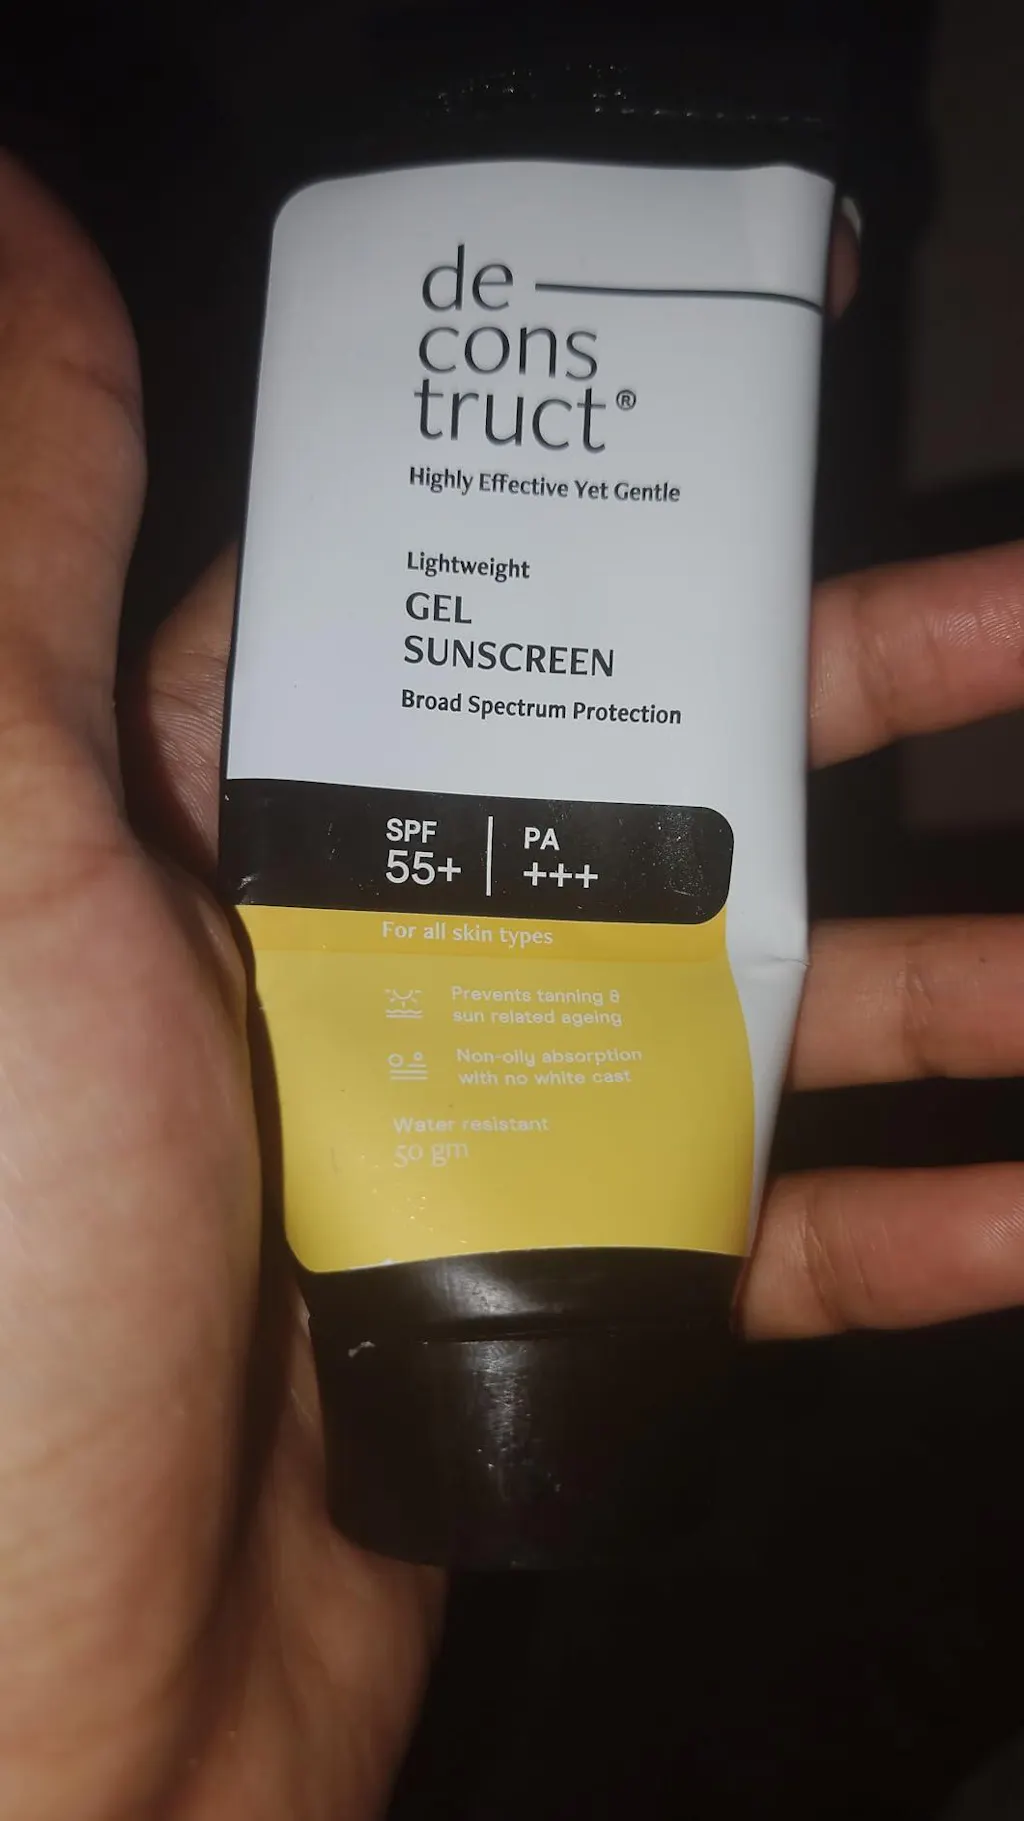 de
cons
truct®
Highly Effective Yet Gentle
Lightweight
GEL
SUNSCREEN
Broad Spectrum Protection
SPF
55+
PA
+++
For all skin types
Prevents tanning &
sun related ageing
Non-oily absorption
with no white cast
Water resistant
50 gm